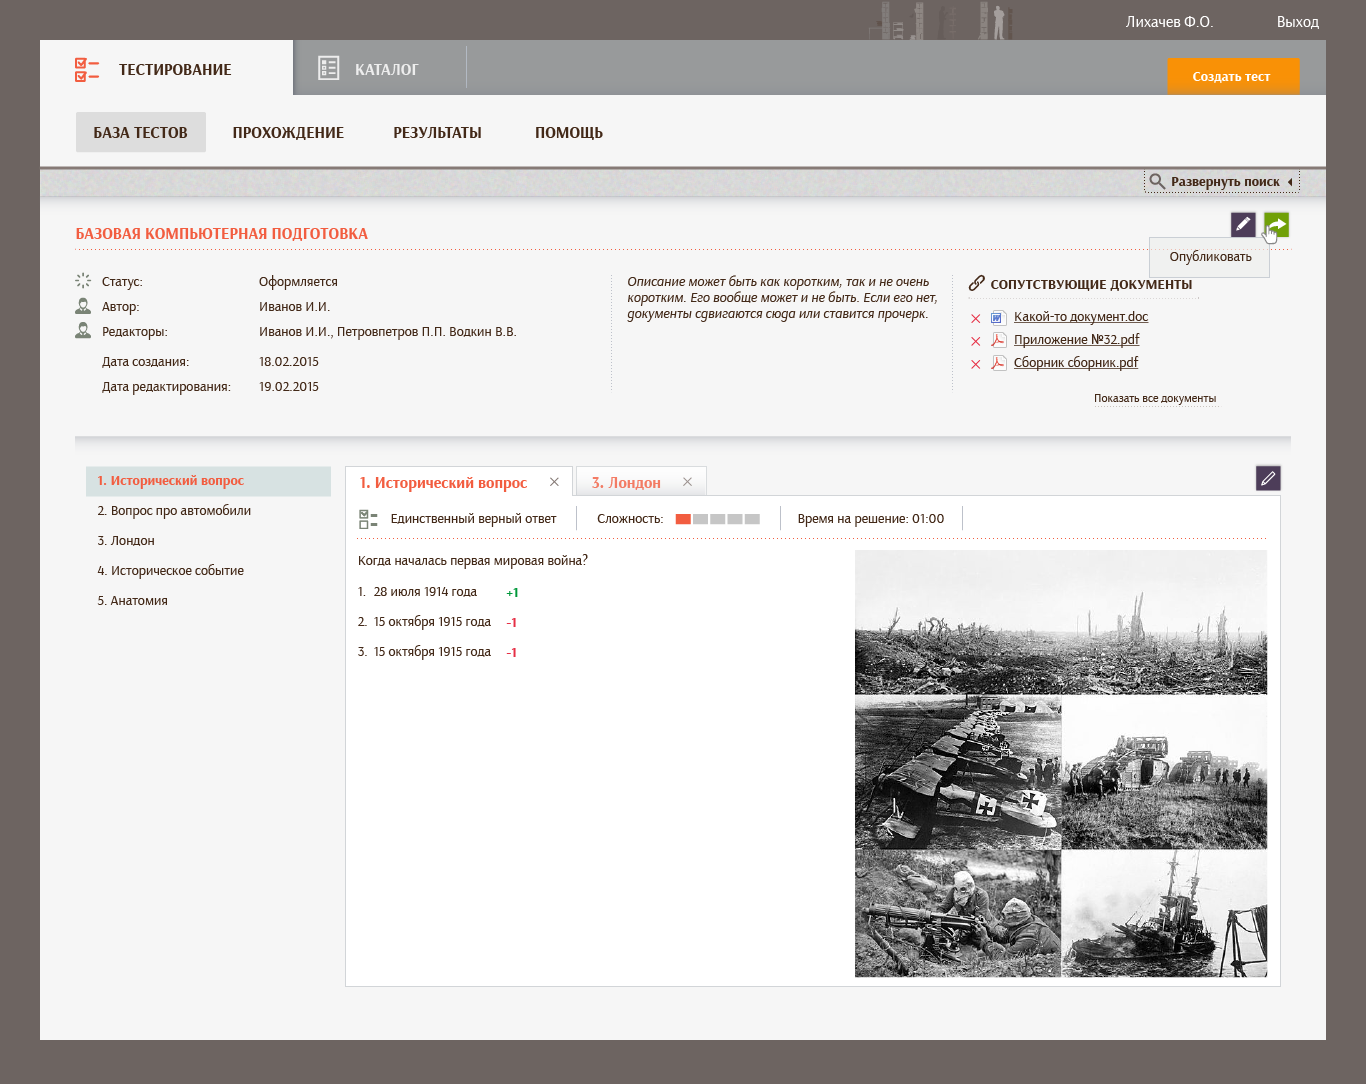 Лихачев Ф.О.
Выход
ТЕСТИРОВАНИЕ
КАТАЛОГ
Создать тест
БАЗА ТЕСТОВ
ПРОХОЖДЕНИЕ
РЕЗУЛЬТАТЫ
ПОМОЩЬ
Развернуть поиск
БАЗОВАЯ КОМПЬЮТЕРНАЯ ПОДГОТОВКА
Опубликовать
Статус: Оформляется
Автор: Иванов И.И.
Редакторы: Иванов И.И., Петровпетров П.П. Водкин В.В.
Дата создания: 18.02.2015
Дата редактирования: 19.02.2015
Описание может быть как коротким, так и не очень
коротким. Его вообще может и не быть. Если его нет,
документы сдвигаются сюда или ставится прочерк.
СОПУТСТВУЮЩИЕ ДОКУМЕНТЫ
Какой-то документ.doc
Приложение №32.pdf
Сборник сборник.pdf
Показать все документы
1. Исторический вопрос
2. Вопрос про автомобили
3. Лондон
4. Историческое событие
5. Анатомия
1. Исторический вопрос
3. Лондон
Единственный верный ответ
Сложность:
Время на решение: 01:00
Когда началась первая мировая война?
1. 28 июля 1914 года +1
2. 15 октября 1915 года -1
3. 15 октября 1915 года -1